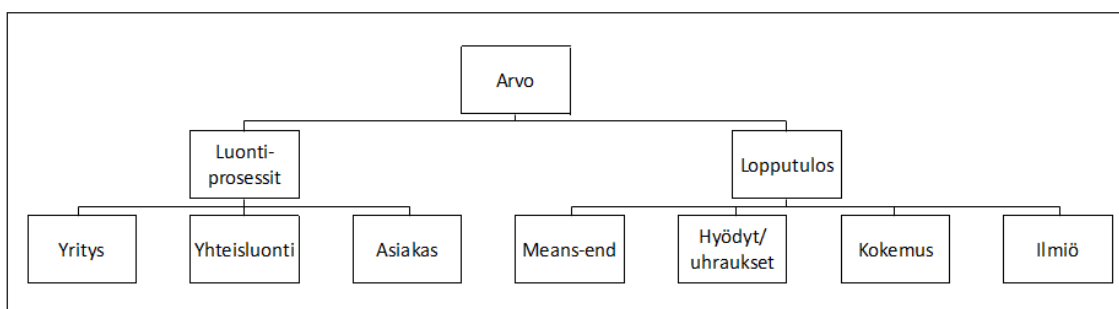 Arvo
Luonti-
prosessit
Lopputulos
Yritys
Yhteisluonti
Asiakas
Means-end
Hyödyt/
uhraukset
Kokemus
Ilmiö